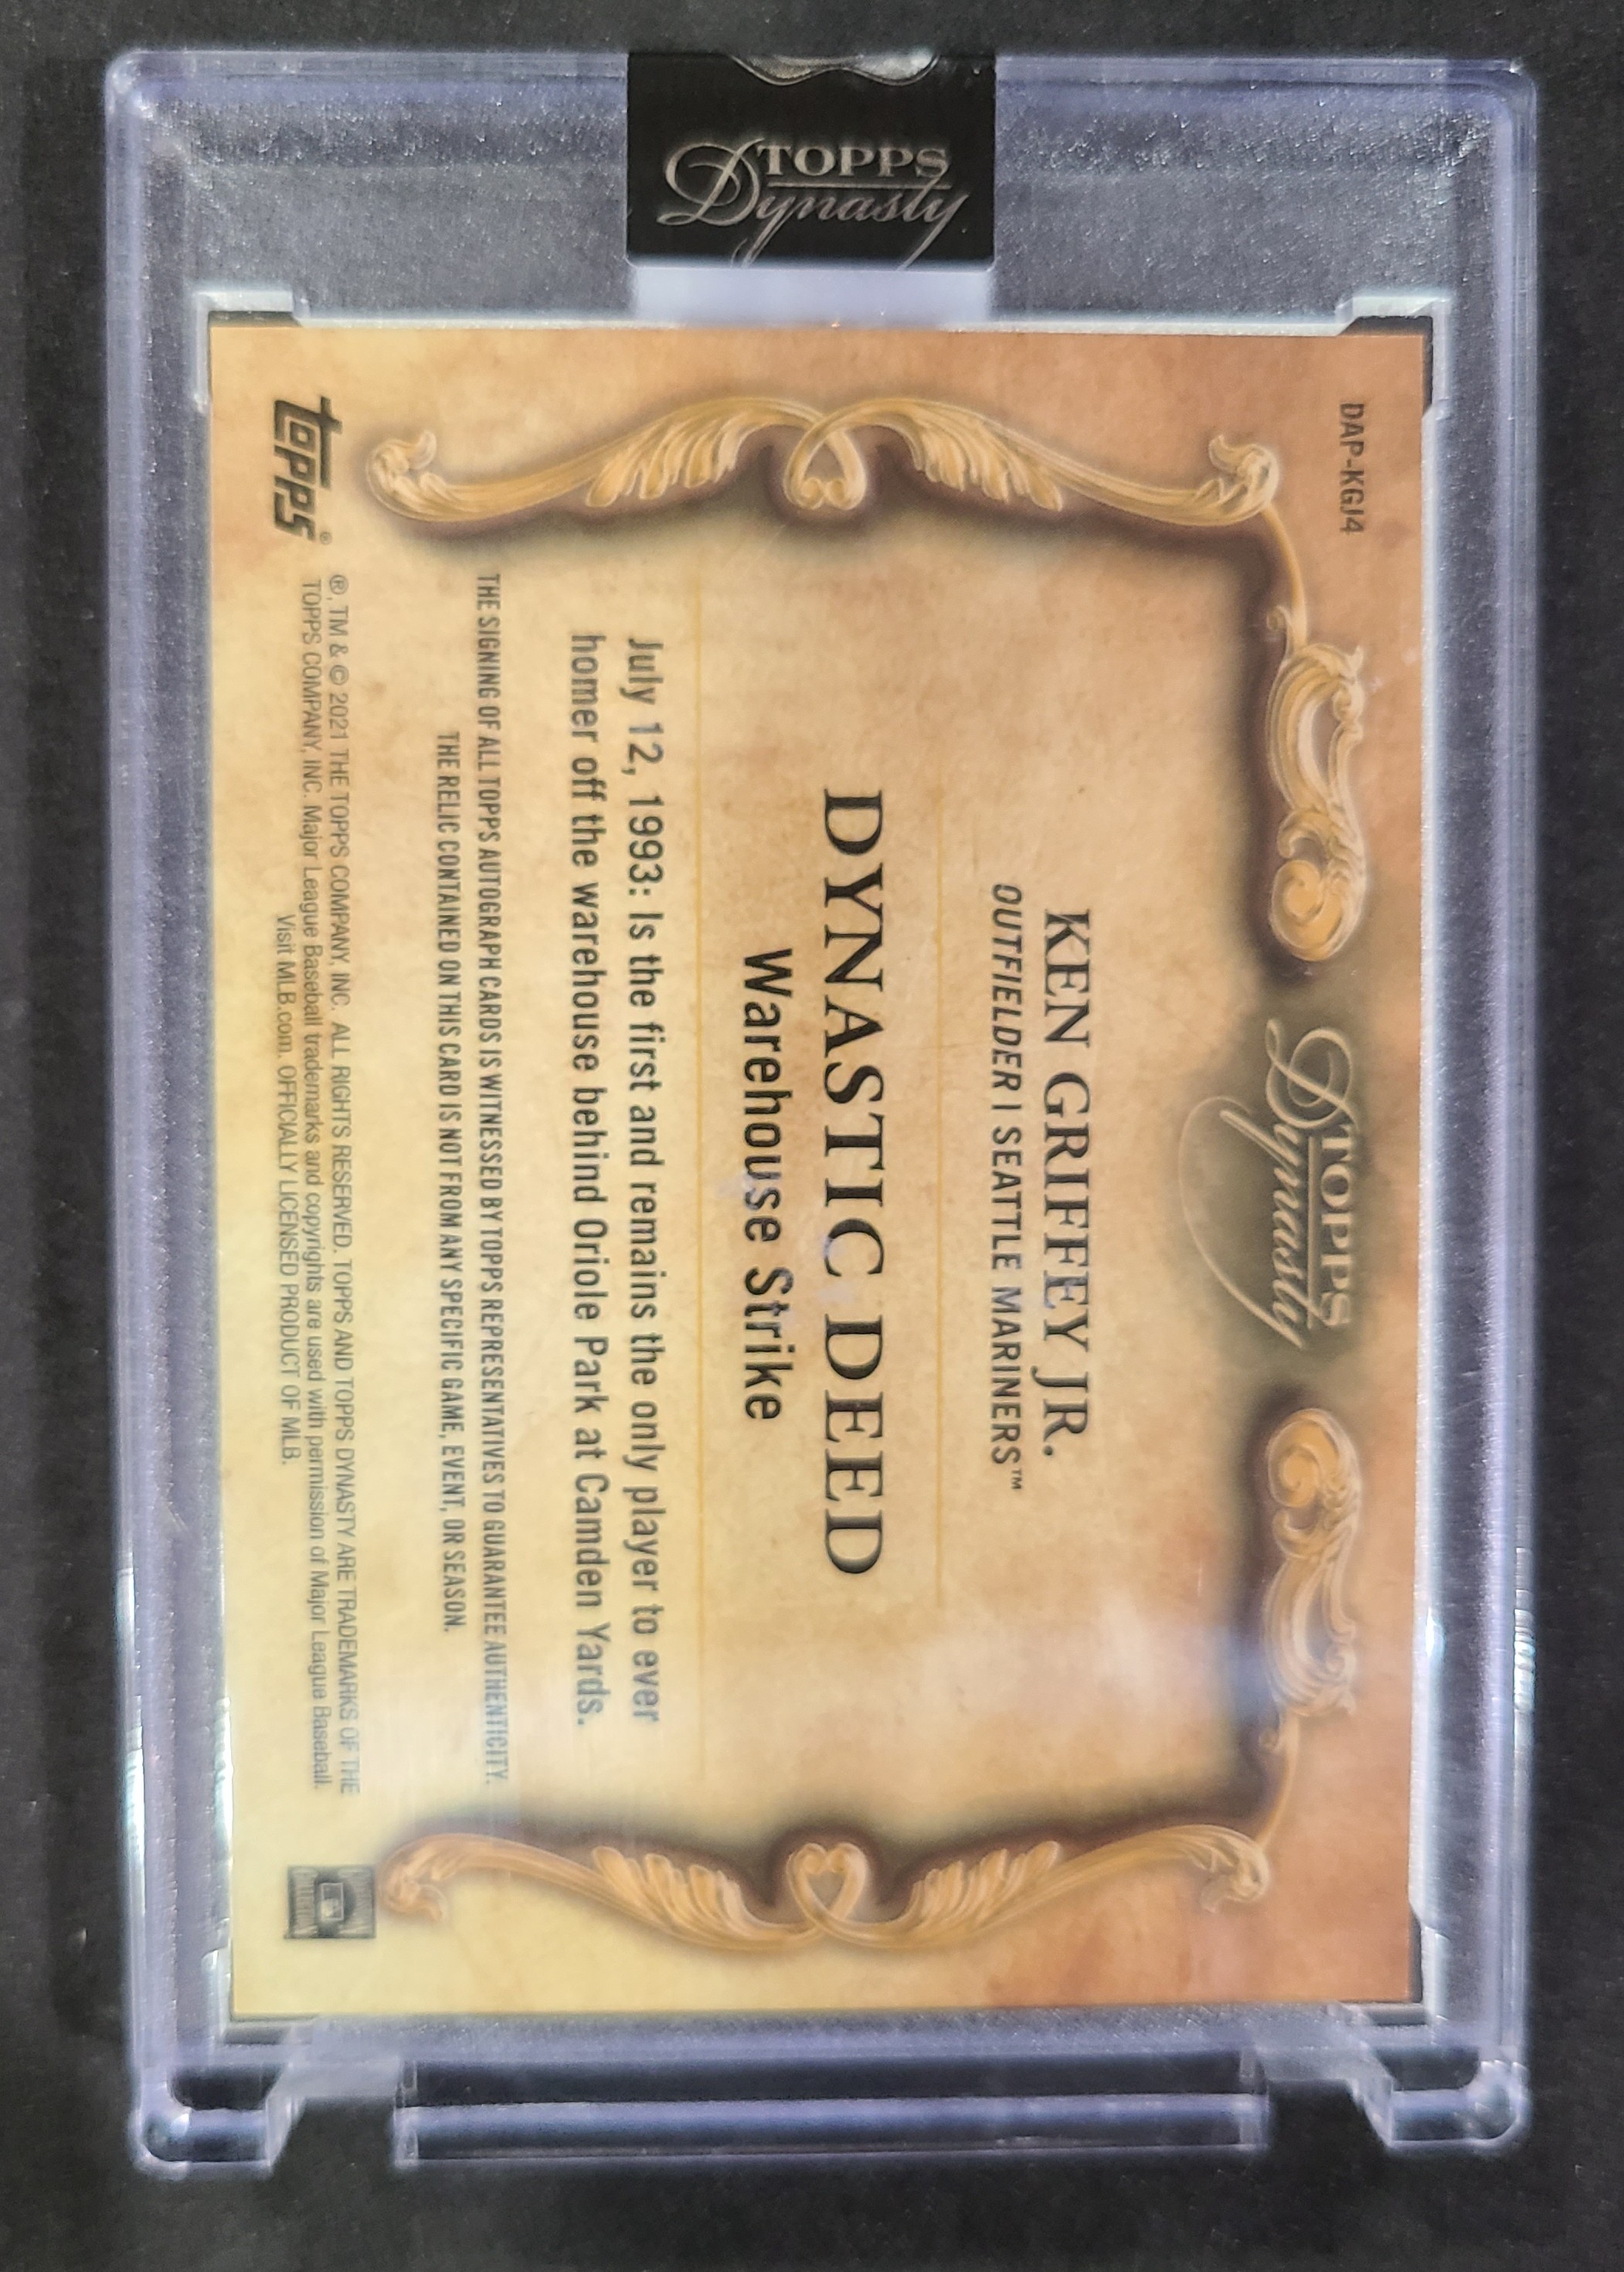 TOPPS
Dynasty
DAP-KGJ4
TOPPS
Dynasty
KEN GRIFFEY JR.
OUTFIELDER | SEATTLE MARINERS™
DYNASTIC DEED
Warehouse Strike
July 12, 1993: Is the first and remains the only player to ever
homer off the warehouse behind Oriole Park at Camden Yards.
THE SIGNING OF ALL TOPPS AUTOGRAPH CARDS IS WITNESSED BY TOPPS REPRESENTATIVES TO GUARANTEE AUTHENTICITY.
THE RELIC CONTAINED ON THIS CARD IS NOT FROM ANY SPECIFIC GAME, EVENT, OR SEASON.
topps®
®, TM & © 2021 THE TOPPS COMPANY, INC. ALL RIGHTS RESERVED. TOPPS AND TOPPS DYNASTY ARE TRADEMARKS OF THE
TOPPS COMPANY, INC. Major League Baseball trademarks and copyrights are used with permission of Major League Baseball.
Visit MLB.com. OFFICIALLY LICENSED PRODUCT OF MLB.